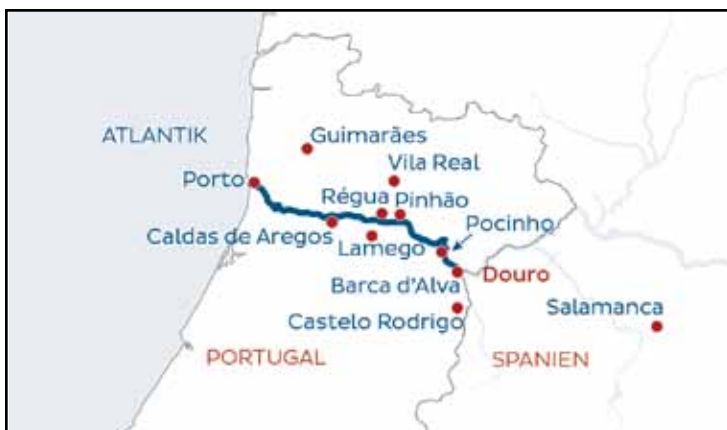 ATLANTIK
Guimarães
Vila Real
Porto
Régua
Pinhão
Pocinho
Caldas de Aregos
Lamego
Barca d'Alva
Douro
Castelo Rodrigo
Salamanca
PORTUGAL
SPANIEN